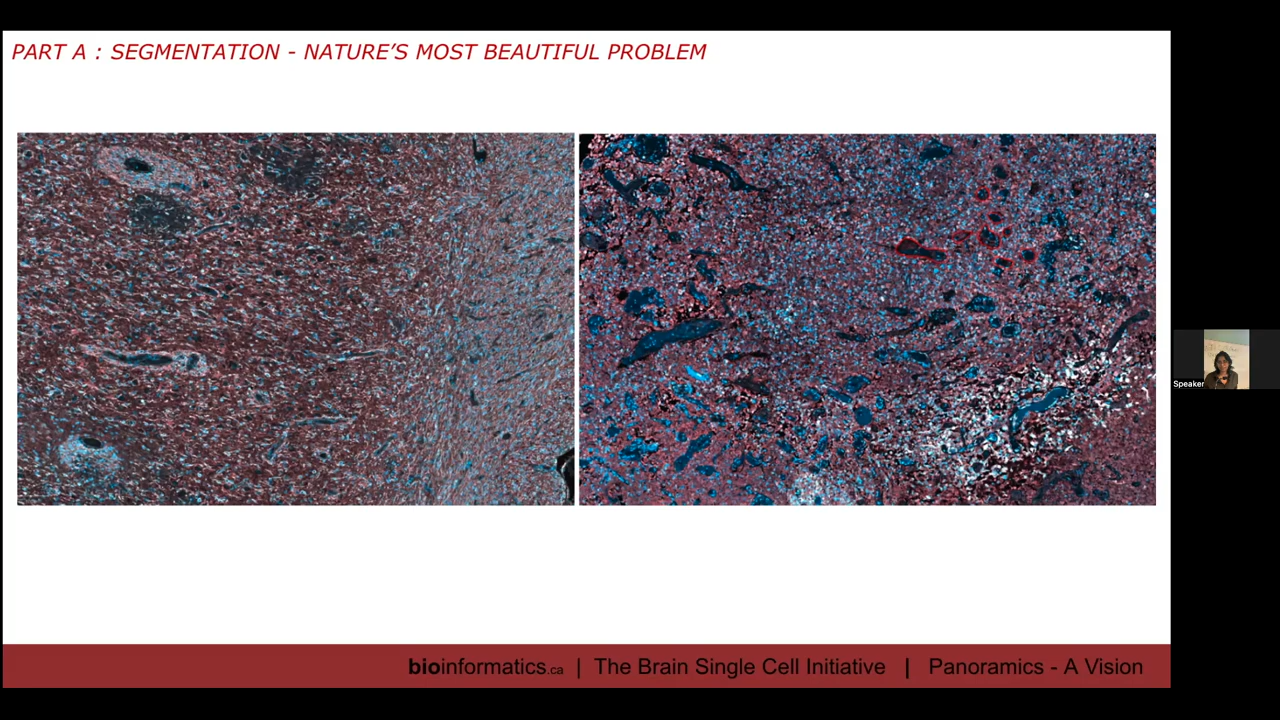 PART A : SEGMENTATION - NATURE'S MOST BEAUTIFUL PROBLEM
Speaker
bioinformatics.ca | The Brain Single Cell Initiative | Panoramics - A Vision